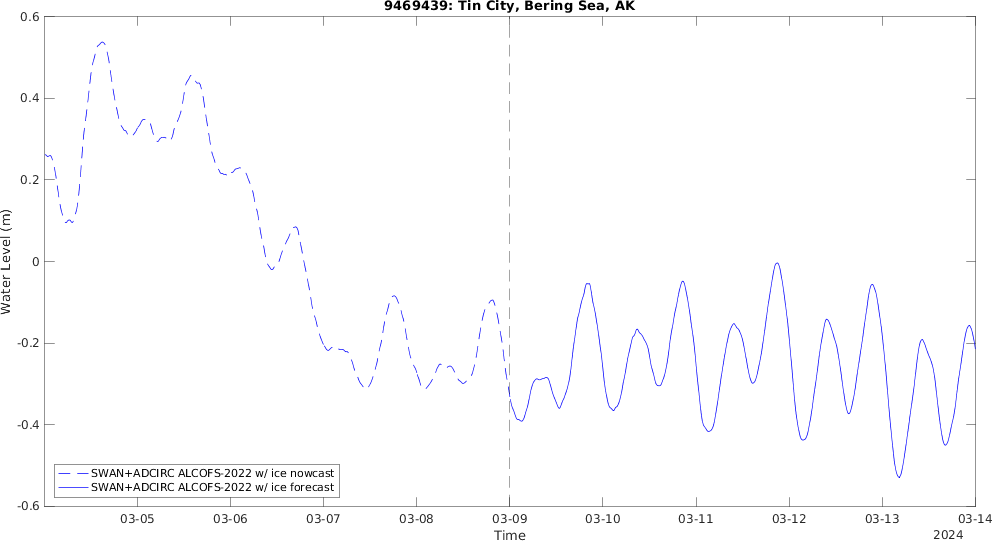 9469439: Tin City, Bering Sea, AK
0.6
0.4
0.2
0
-0.2
-0.4
-0.6
Water Level (m)
SWAN+ADCIRC ALCOFS-2022 w/ ice nowcast
SWAN+ADCIRC ALCOFS-2022 w/ ice forecast
03-05 03-06 03-07 03-08 03-09 03-10 03-11 03-12 03-13 03-14
Time
2024